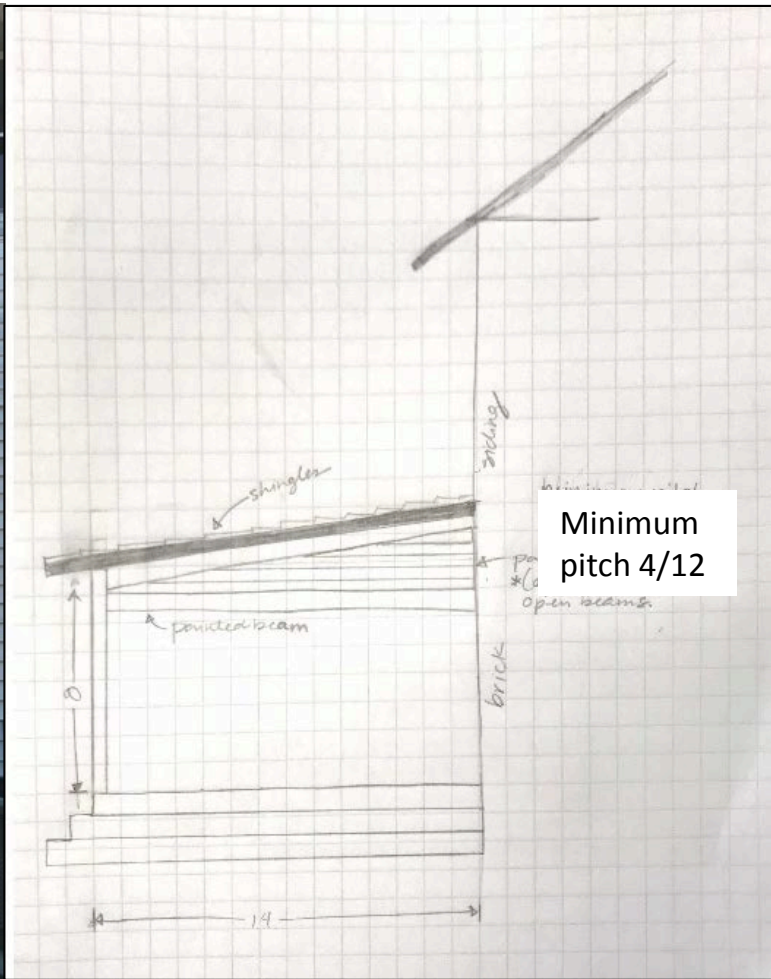 siding
shingles
Minimum
pitch 4/12
open beams.
painted beam
brick
8
14